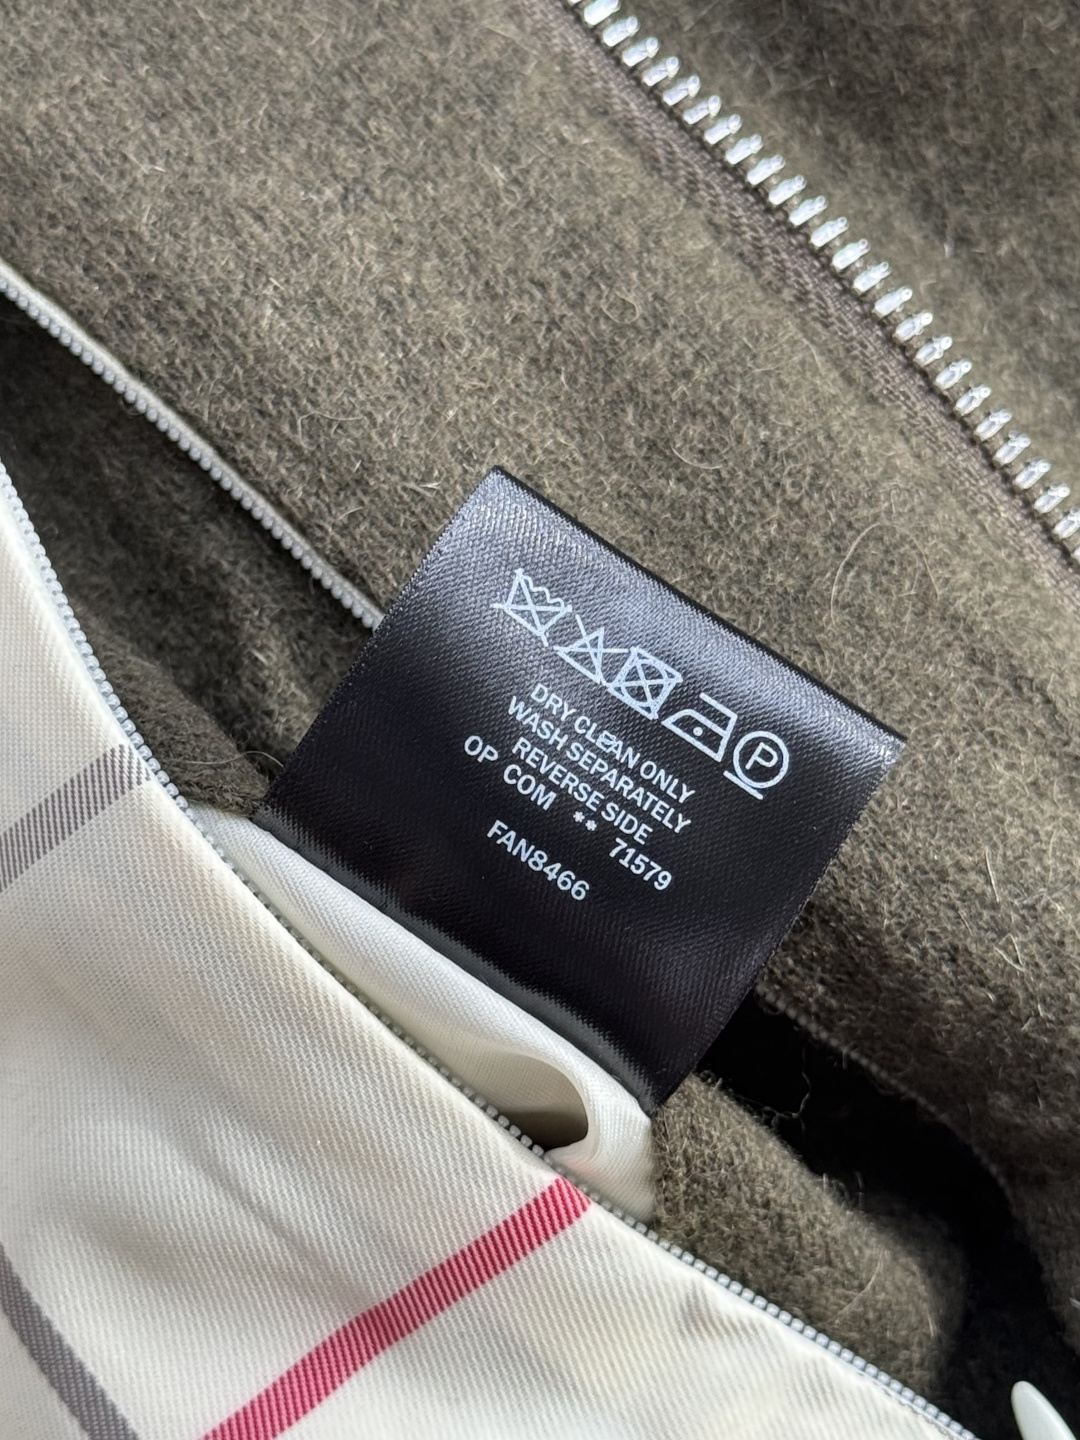 P
DRY CLEAN ONLY
WASH SEPARATELY
REVERSE SIDE
OP COM ** 71579
FAN8466